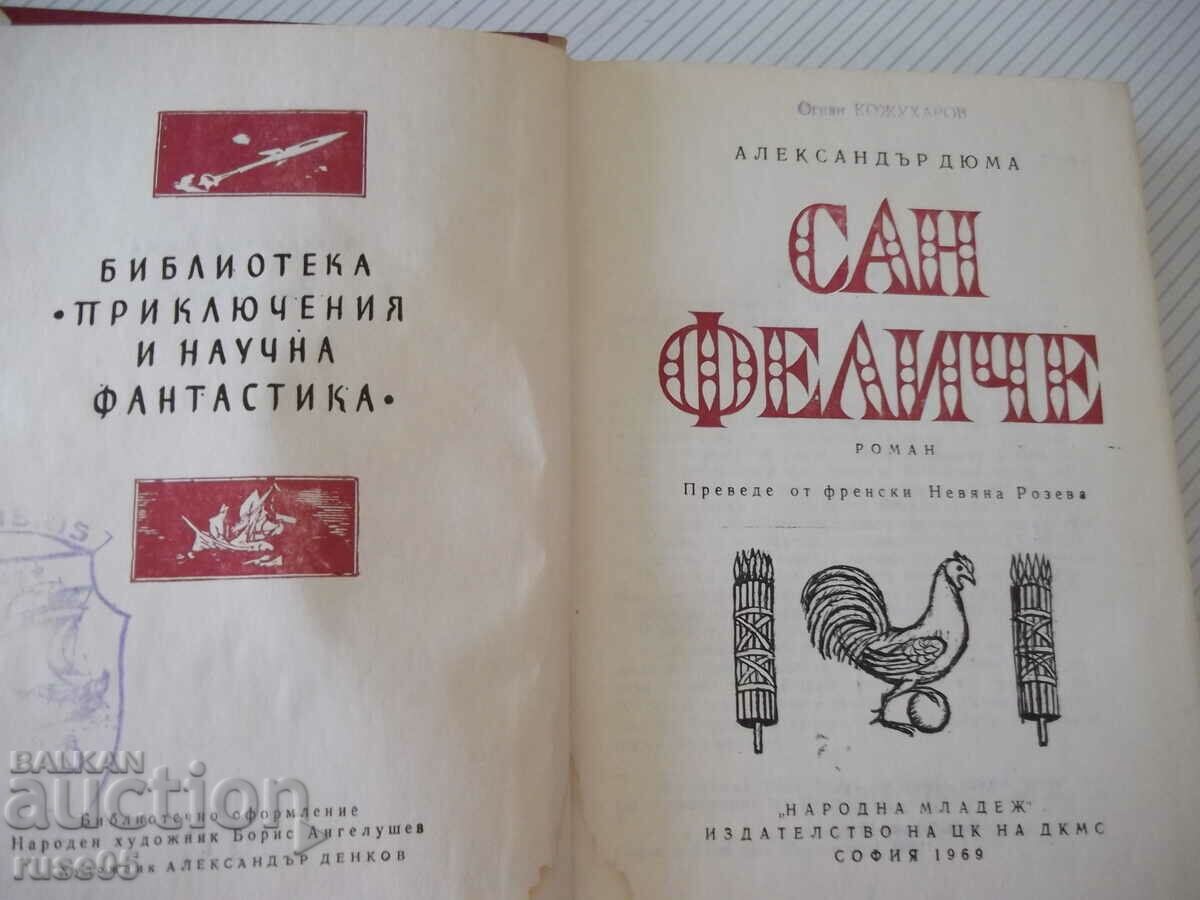 БИБЛИОТЕКА
•ПРИКЛЮЧЕНИЯ
И НАУЧНА
ФАНТАСТИКА•
Библиотечно оформление
Народен художник Борис Ангелушев
АЛЕКСАНДЪР ДЕНКОВ
Огнян КОЖУХАРОВ
АЛЕКСАНДЪР ДЮМА
САН
ФЕЛИЧЕ
РОМАН
Преведе от френски Невяна Розева
„НАРОДНА МЛАДЕЖ“
ИЗДАТЕЛСТВО НА ЦК НА ДКМС
СОФИЯ 1969
BALKAN
auction
ruse05